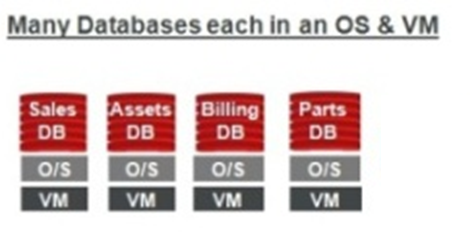 Many Databases each in an OS & VM
Sales Assets Billing Parts
DB DB DB DB
O/S O/S O/S O/S
VM VM VM VM